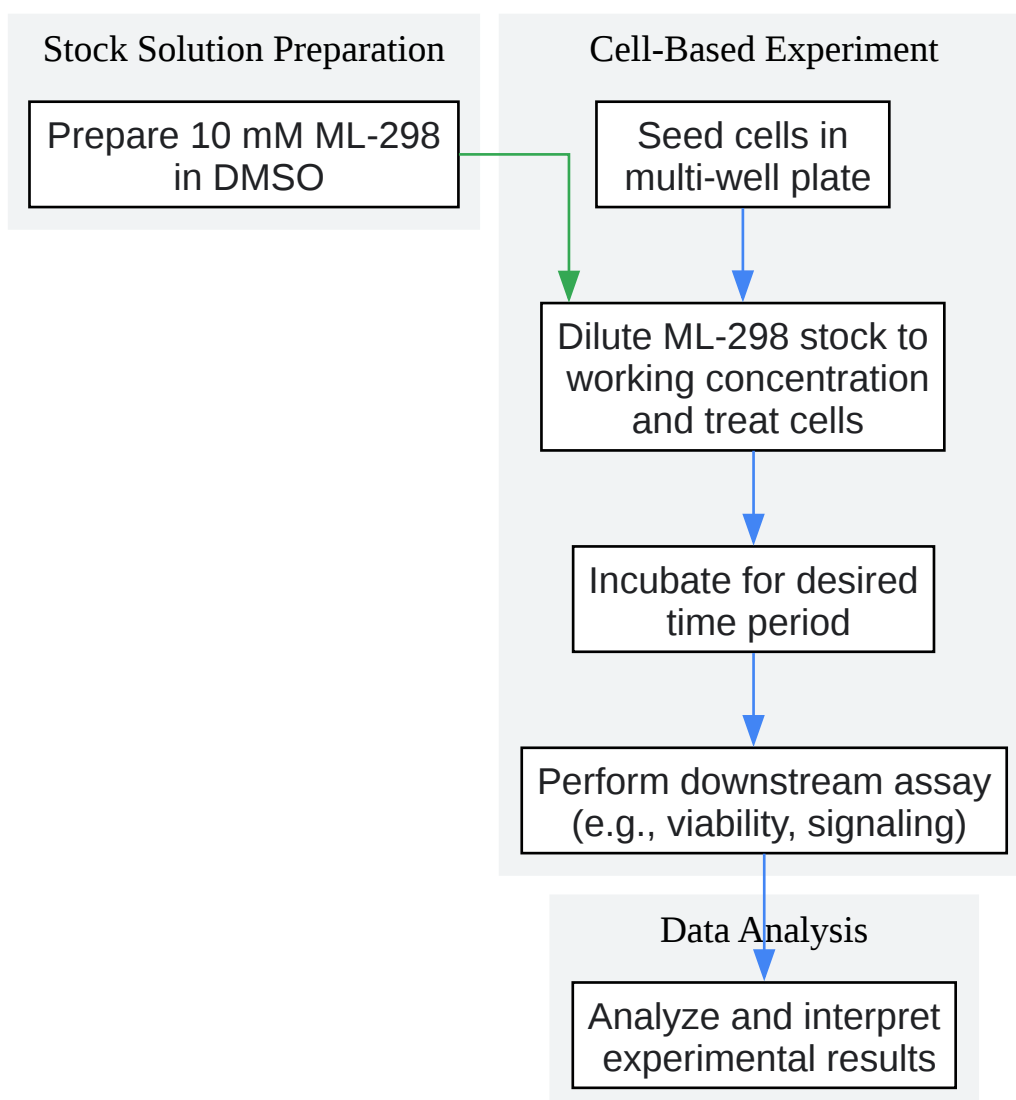 Stock Solution Preparation
Prepare 10 mM ML-298
in DMSO
Cell-Based Experiment
Seed cells in
multi-well plate
Dilute ML-298 stock to
working concentration
and treat cells
Incubate for desired
time period
Perform downstream assay
(e.g., viability, signaling)
Data Analysis
Analyze and interpret
experimental results